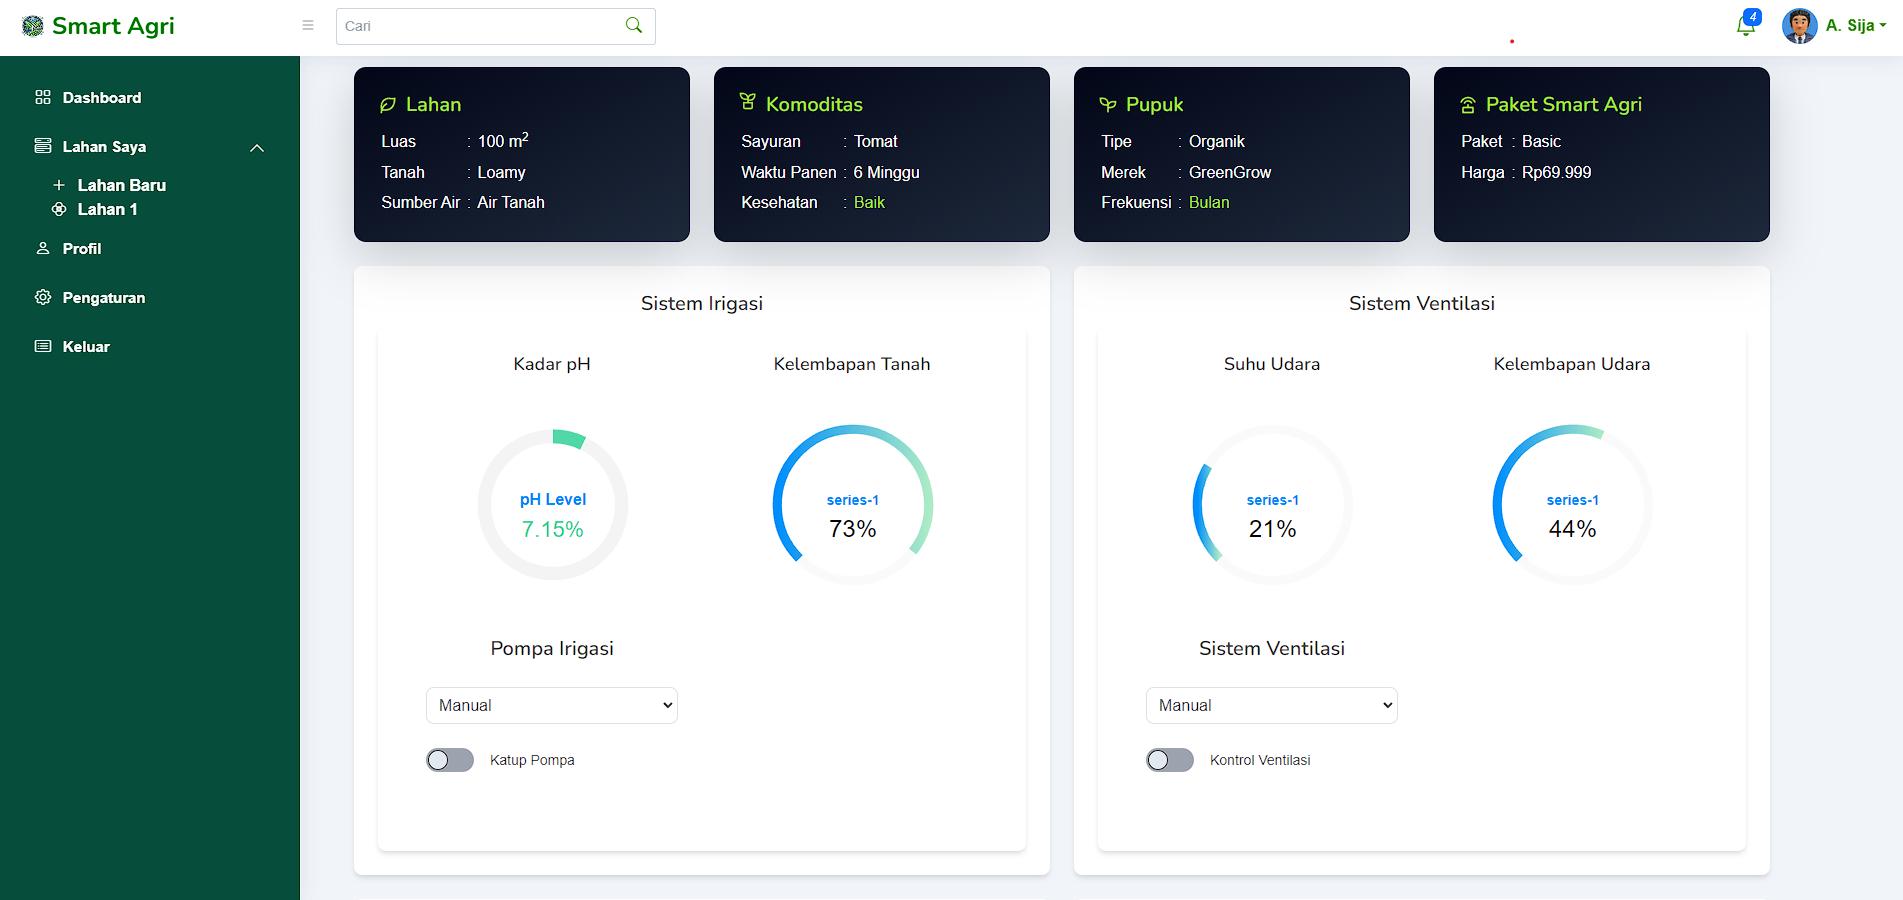 Smart Agri
Cari
4
A. Sija
Dashboard
Lahan Saya
Lahan Baru
Lahan 1
Profil
Pengaturan
Keluar
Lahan
Luas : 100 m²
Tanah : Loamy
Sumber Air : Air Tanah
Komoditas
Sayuran : Tomat
Waktu Panen : 6 Minggu
Kesehatan : Baik
Pupuk
Tipe : Organik
Merek : GreenGrow
Frekuensi : Bulan
Paket Smart Agri
Paket : Basic
Harga : Rp69.999
Sistem Irigasi
Kadar pH
pH Level
7.15%
Kelembapan Tanah
series-1
73%
Pompa Irigasi
Manual
Katup Pompa
Sistem Ventilasi
Suhu Udara
series-1
21%
Kelembapan Udara
series-1
44%
Sistem Ventilasi
Manual
Kontrol Ventilasi